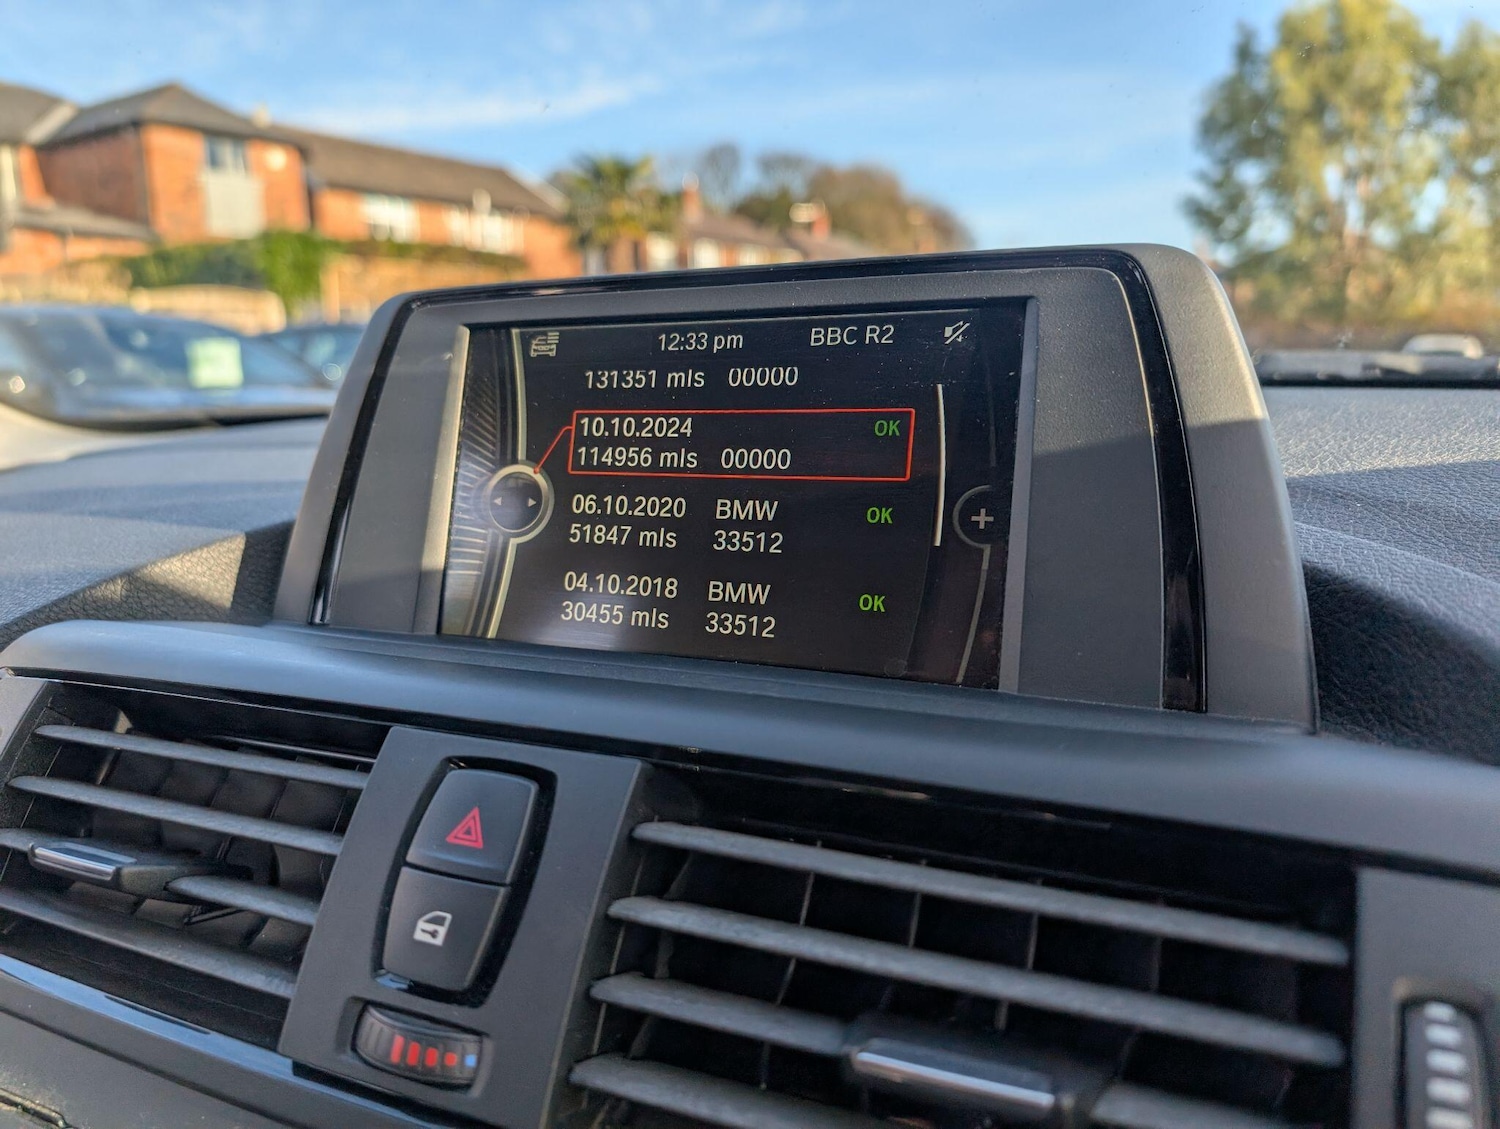 12:33 pm BBC R2
131351 mls 00000
10.10.2024 OK
114956 mls 00000
06.10.2020 BMW OK
51847 mls 33512
04.10.2018 BMW OK
30455 mls 33512